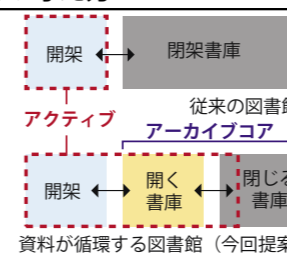 開架
閉架書庫
従来の図書館
アクティブ
アーカイブコア
開架
開く
書庫
閉じる
書庫
資料が循環する図書館（今回提案